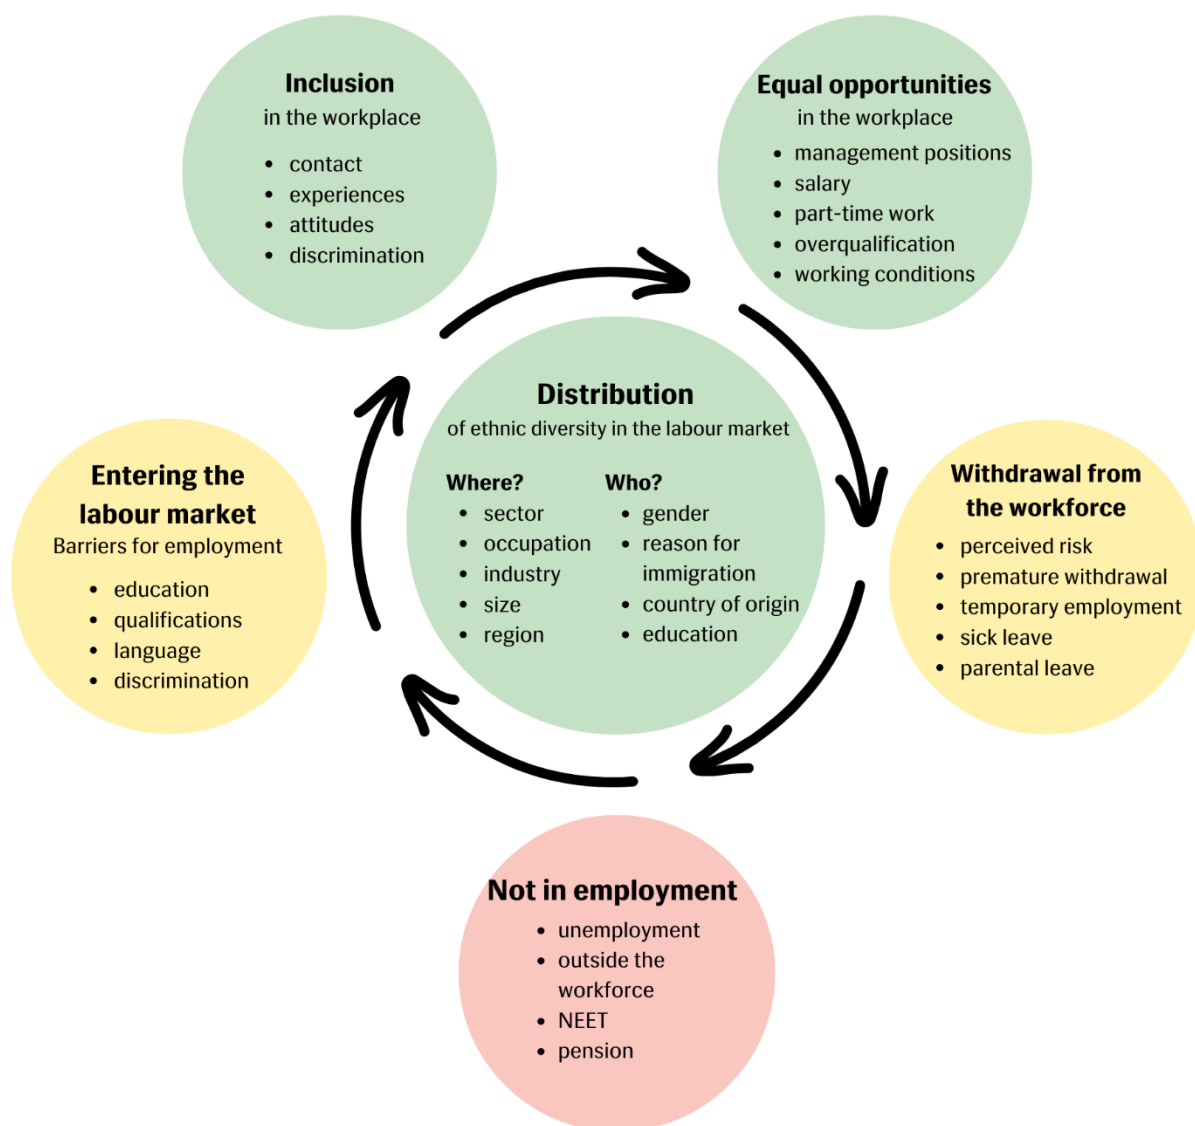 Inclusion
in the workplace
• contact
• experiences
• attitudes
• discrimination
Equal opportunities
in the workplace
• management positions
• salary
• part-time work
• overqualification
• working conditions
Distribution
of ethnic diversity in the labour market
Where?
• sector
• occupation
• industry
• size
• region
Who?
• gender
• reason for
immigration
• country of origin
• education
Entering the
labour market
Barriers for employment
• education
• qualifications
• language
• discrimination
Withdrawal from
the workforce
• perceived risk
• premature withdrawal
• temporary employment
• sick leave
• parental leave
Not in employment
• unemployment
• outside the
workforce
• NEET
• pension